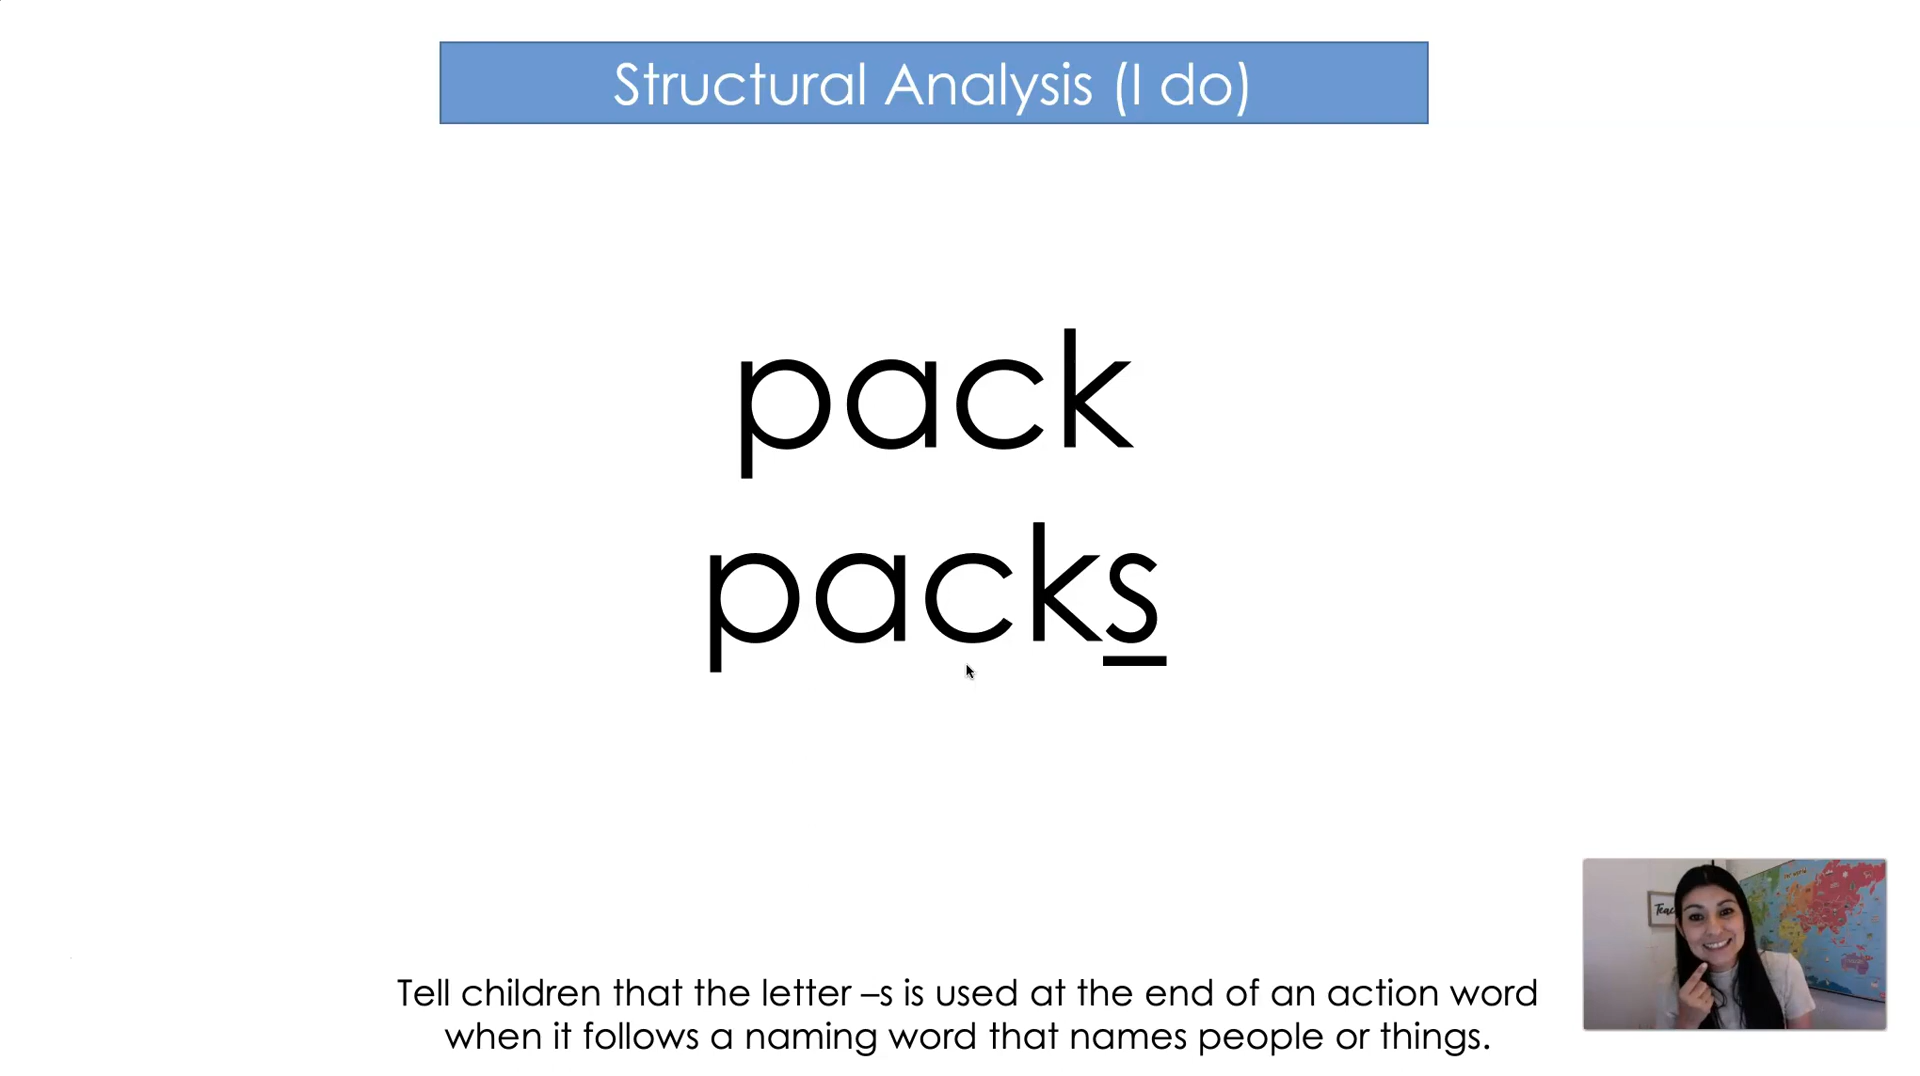 Structural Analysis (I do)
pack
packs
Tell children that the letter –s is used at the end of an action word
when it follows a naming word that names people or things.